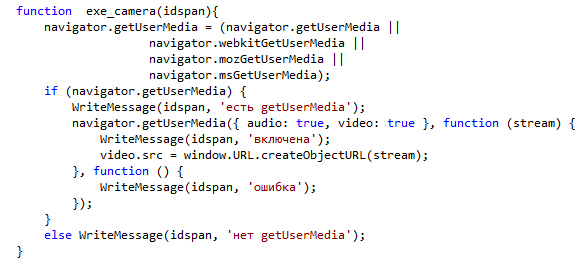 function  exe_camera(idspan){
    navigator.getUserMedia = (navigator.getUserMedia ||
                   navigator.webkitGetUserMedia ||
                   navigator.mozGetUserMedia ||
                   navigator.msGetUserMedia);
    if (navigator.getUserMedia) {
        WriteMessage(idspan, 'есть getUserMedia');
        navigator.getUserMedia({ audio: true, video: true }, function (stream) {
            WriteMessage(idspan, 'включена');
            video.src = window.URL.createObjectURL(stream);
        }, function () {
            WriteMessage(idspan, 'ошибка');
        });
    }
    else WriteMessage(idspan, 'нет getUserMedia');
}